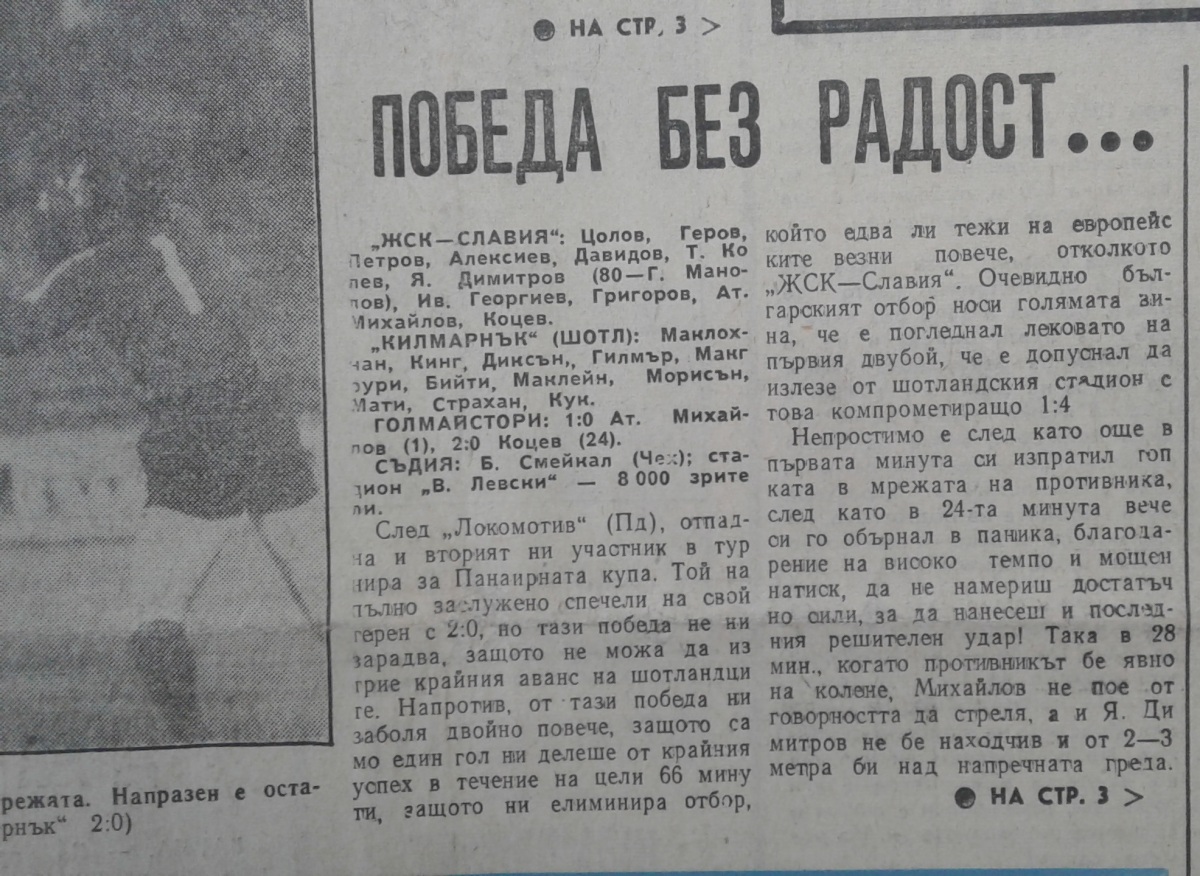 ● НА СТР, 3 >
ПОБЕДА БЕЗ РАДОСТ...
„ЖСК—СЛАВИЯ“: Цолов, Геров,
Петров, Алексиев, Давидов, Т. Ко
лев, Я. Димитров (80—Г. Мано-
лов), Ив. Георгиев, Григоров, Ат.
Михайлов, Коцев.
„КИЛМАРНЪК“ (ШОТЛ): Маклох-
лан, Кинг, Диксън,, Гилмър, Макг
рури, Бийти, Маклейн, Морисън,
Мати, Страхан, Кук.
ГОЛМАЙСТОРИ: 1:0 Ат. Михай-
лов (1), 2:0 Коцев (24).
СЪДИЯ: Б. Смейкал (Чех); ста-
дион „В. Левски“ — 8 000 зрите
ли.
След „Локомотив“ (Пд), отпад-
на и вторият ни участник в тур
нира за Панаирната купа. Той на
пълно заслужено спечели на свой
терен с 2:0, но тази победа не ни
зарадва, защото не можа да из
трие крайния аванс на шотландци
те. Напротив, от тази победа ни
заболя двойно повече, защото са
мо един гол ни делеше от крайния
успех в течение на цели 66 мину
ти, защото ни елиминира отбор,
който едва ли тежи на европейс
ките везни повече, отколкото
„ЖСК—Славия“. Очевидно бъл-
гарският отбор носи голямата ви-
на, че е погледнал лековато на
първия двубой, че е допуснал да
излезе от шотландския стадион с
това компрометиращо 1:4
Непростимо е след като още в
първата минута си изпратил топ
ката в мрежата на противника,
след като в 24-та минута вече
си го обърнал в паника, благода-
рение на високо темпо и мощен
натиск, да не намериш достатъч
но сили, за да нанесеш и послед-
ния решителен удар! Така в 28
мин., когато противникът бе явно
на колене, Михайлов не пое от
говорността да стреля, а и Я. Ди
митров не бе находчив и от 2—3
метра би над напречната греда.
● НА СТР. 3 >
режата. Напразен е оста-
рнък“ 2:0)